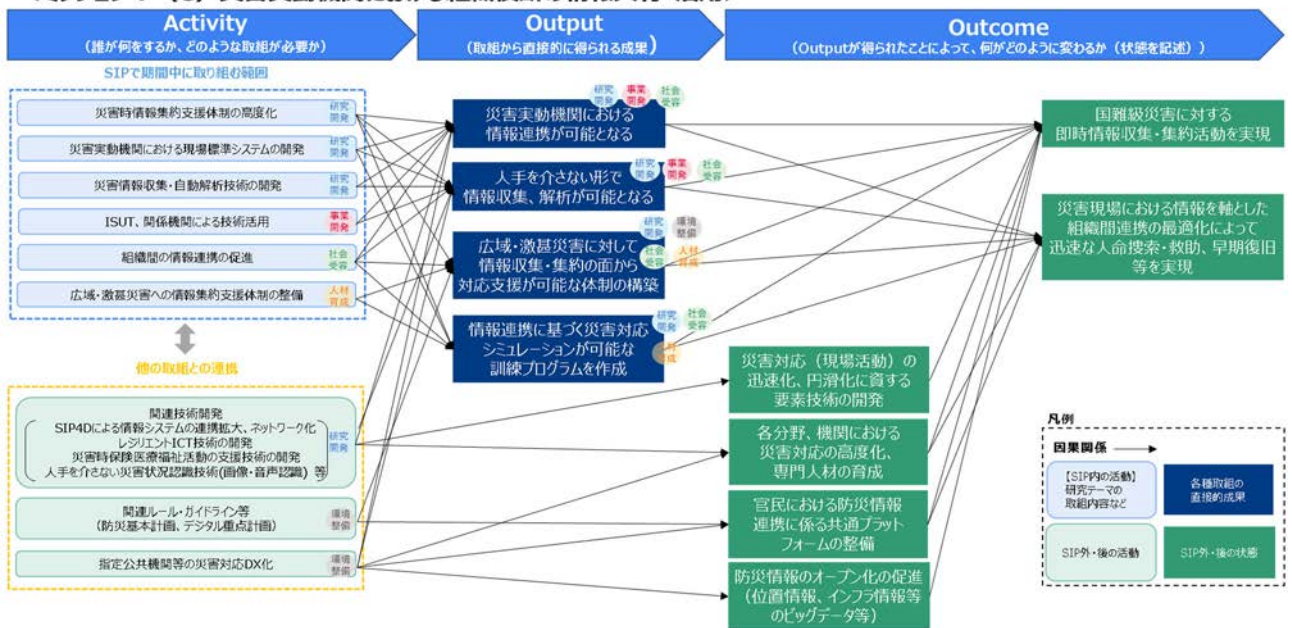 Activity
(誰が何をするか、どのような取組が必要か)
Output
(取組から直接的に得られる成果)
Outcome
(Outputが得られたことによって、何がどのように変わるか(状態を記述))
SIPで期間中に取り組む範囲
災害時情報集約支援体制の高度化
研究
開発
災害実動機関における現場標準システムの開発
研究
開発
災害情報収集・自動解析技術の開発
研究
開発
ISUT、関係機関による技術活用
事業
開発
組織間の情報連携の促進
社会
受容
広域・激甚災害への情報集約支援体制の整備
人材
育成
他の取組との連携
関連技術開発
SIP4Dによる情報システムの連携拡大、ネットワーク化
レジリエントICT技術の開発
災害時保険医療福祉活動の支援技術の開発
人手を介さない災害状況認識技術(画像・音声認識) 等
研究
開発
関連ルール・ガイドライン等
(防災基本計画、デジタル重点計画)
環境
整備
指定公共機関等の災害対応DX化
環境
整備
研究
開発
事業
開発
社会
受容
災害実動機関における
情報連携が可能となる
研究
開発
事業
開発
社会
受容
人手を介さない形で
情報収集、解析が可能となる
研究
開発
環境
整備
社会
受容
人材
育成
広域・激甚災害に対して
情報収集・集約の面から
対応支援が可能な体制の構築
研究
開発
社会
受容
育成
情報連携に基づく災害対応
シミュレーションが可能な
訓練プログラムを作成
国難級災害に対する
即時情報収集・集約活動を実現
災害現場における情報を軸とした
組織間連携の最適化によって
迅速な人命捜索・救助、早期復旧
等を実現
災害対応(現場活動)の
迅速化、円滑化に資する
要素技術の開発
各分野、機関における
災害対応の高度化、
専門人材の育成
官民における防災情報
連携に係る共通プラット
フォームの整備
防災情報のオープン化の促進
(位置情報、インフラ情報等
のビッグデータ等)
凡例
因果関係
【SIP内の活動】
研究テーマの
取組内容など
各種取組の
直接的成果
SIP外・後の活動
SIP外・後の状態